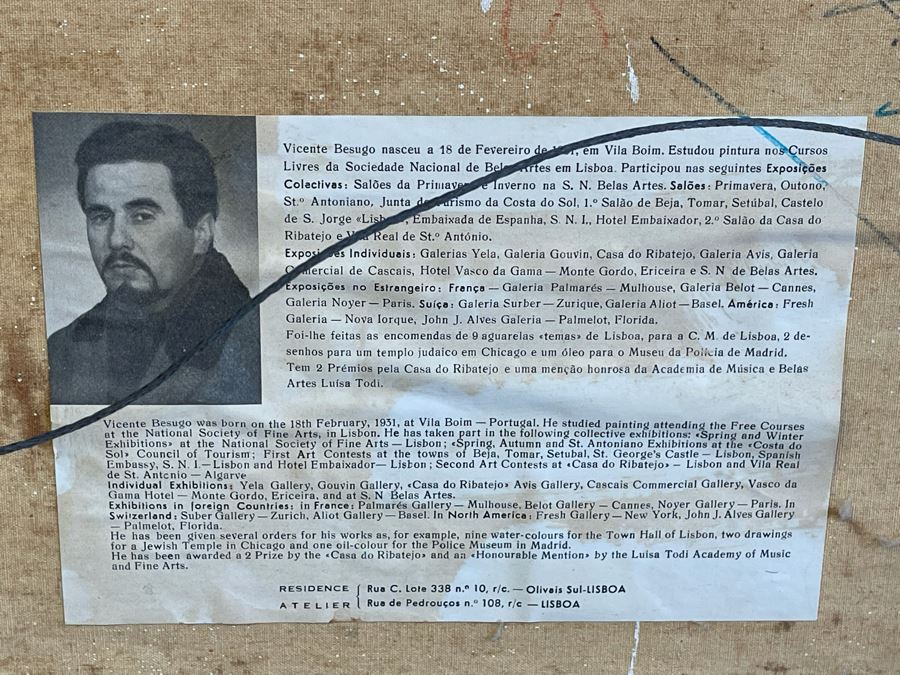 Vicente Besugo nasceu a 18 de Fevereiro de em Vila Boim. Estudou pintura nos Cursos
Livres da Sociedade Nacional de Belas Artes em Lisboa. Participou nas seguintes Exposições
Colectivas: Salões da Primavera e Inverno na S. N. Belas Artes. Salões: Primavera, Outono,
St.º Antoniano, Junta de Turismo da Costa do Sol, 1.º Salão de Beja, Tomar, Setúbal, Castelo
de S. Jorge «Lisboa», Embaixada de Espanha, S. N. I., Hotel Embaixador, 2.º Salão da Casa do
Ribatejo e Vila Real de St.º António.
Exposições Individuais: Galerias Yela, Galeria Gouvin, Casa do Ribatejo, Galeria Avis, Galeria
Comercial de Cascais, Hotel Vasco da Gama — Monte Gordo, Ericeira e S. N de Belas Artes.
Exposições no Estrangeiro: França — Galeria Palmarés — Mulhouse, Galeria Belot — Cannes,
Galeria Noyer — Paris. Suíça: Galeria Surber — Zurique, Galeria Aliot — Basel. América: Fresh
Galeria — Nova Iorque, John J. Alves Galeria — Palmelot, Florida.
Foi-lhe feitas as encomendas de 9 aguarelas «temas» de Lisboa, para a C. M. de Lisboa, 2 de-
senhos para um templo judaico em Chicago e um óleo para o Museu da Polícia de Madrid.
Tem 2 Prémios pela Casa do Ribatejo e uma menção honrosa da Academia de Música e Belas
Artes Luísa Todi.
Vicente Besugo was born on the 18th February, 1931, at Vila Boim — Portugal. He studied painting attending the Free Courses
at the National Society of Fine Arts, in Lisbon. He has taken part in the following collective exhibitions: «Spring and Winter
Exhibitions» at the National Society of Fine Arts — Lisbon; «Spring, Autumn and St. Antoniano Exhibitions at the «Costa do
Sol» Council of Tourism; First Art Contests at the towns of Beja, Tomar, Setubal, St. George's Castle — Lisbon, Spanish
Embassy, S. N. I. — Lisbon and Hotel Embaixador — Lisbon; Second Art Contests at «Casa do Ribatejo» — Lisbon and Vila Real
de St. Antonio — Algarve
Individual Exhibitions: Yela Gallery, Gouvin Gallery, «Casa do Ribatejo» Avis Gallery, Cascais Commercial Gallery, Vasco da
Gama Hotel — Monte Gordo, Ericeira, and at S. N Belas Artes.
Exhibitions in foreign Countries: in France: Palmarés Gallery — Mulhouse, Belot Gallery — Cannes, Noyer Gallery — Paris. In
Switzerland: Suber Gallery — Zurich, Aliot Gallery — Basel. In North America: Fresh Gallery — New York, John J. Alves Gallery
— Palmelot, Florida.
He has been given several orders for his works as, for example, nine water-colours for the Town Hall of Lisbon, two drawings
for a Jewish Temple in Chicago and one oil-colour for the Police Museum in Madrid.
He has been awarded a 2 Prize by the «Casa do Ribatejo» and an «Honourable Mention» by the Luisa Todi Academy of Music
and Fine Arts.
RESIDENCE { Rua C. Lote 338 n.º 10, r/c. — Olivais Sul-LISBOA
ATELIER { Rua de Pedrouços n.º 108, r/c — LISBOA